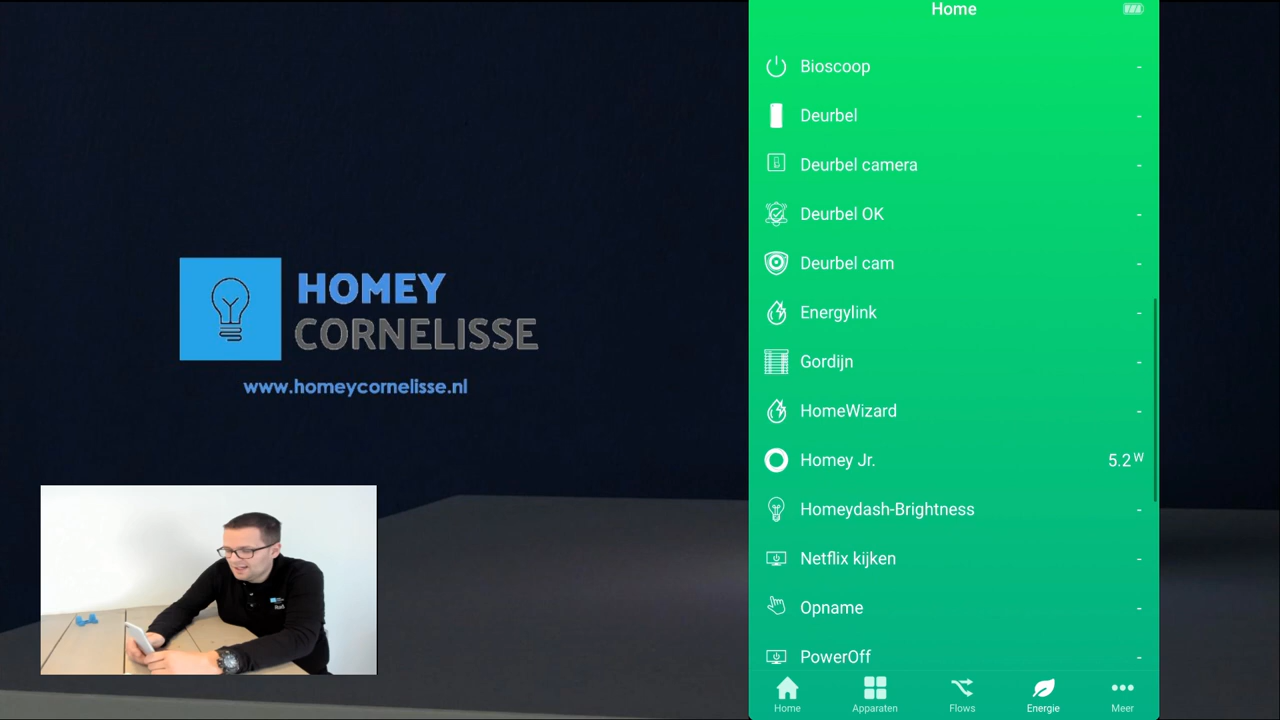 HOMEY
CORNELISSE
www.homeycornelisse.nl
Home
Bioscoop -
Deurbel -
Deurbel camera -
Deurbel OK -
Deurbel cam -
Energylink -
Gordijn -
HomeWizard -
Homey Jr. 5.2 W
Homeydash-Brightness -
Netflix kijken -
Opname -
PowerOff -
Home Apparaten Flows Energie Meer